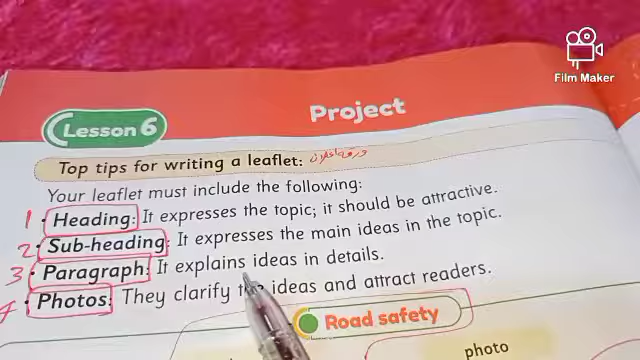 Film Maker
Project
Lesson 6
Top tips for writing a leaflet:
Your leaflet must include the following:
1 · Heading: It expresses the topic; it should be attractive.
2 · Sub-heading: It expresses the main ideas in the topic.
3 · Paragraph: It explains ideas in details.
4 · Photos: They clarify the ideas and attract readers.
Road safety
photo